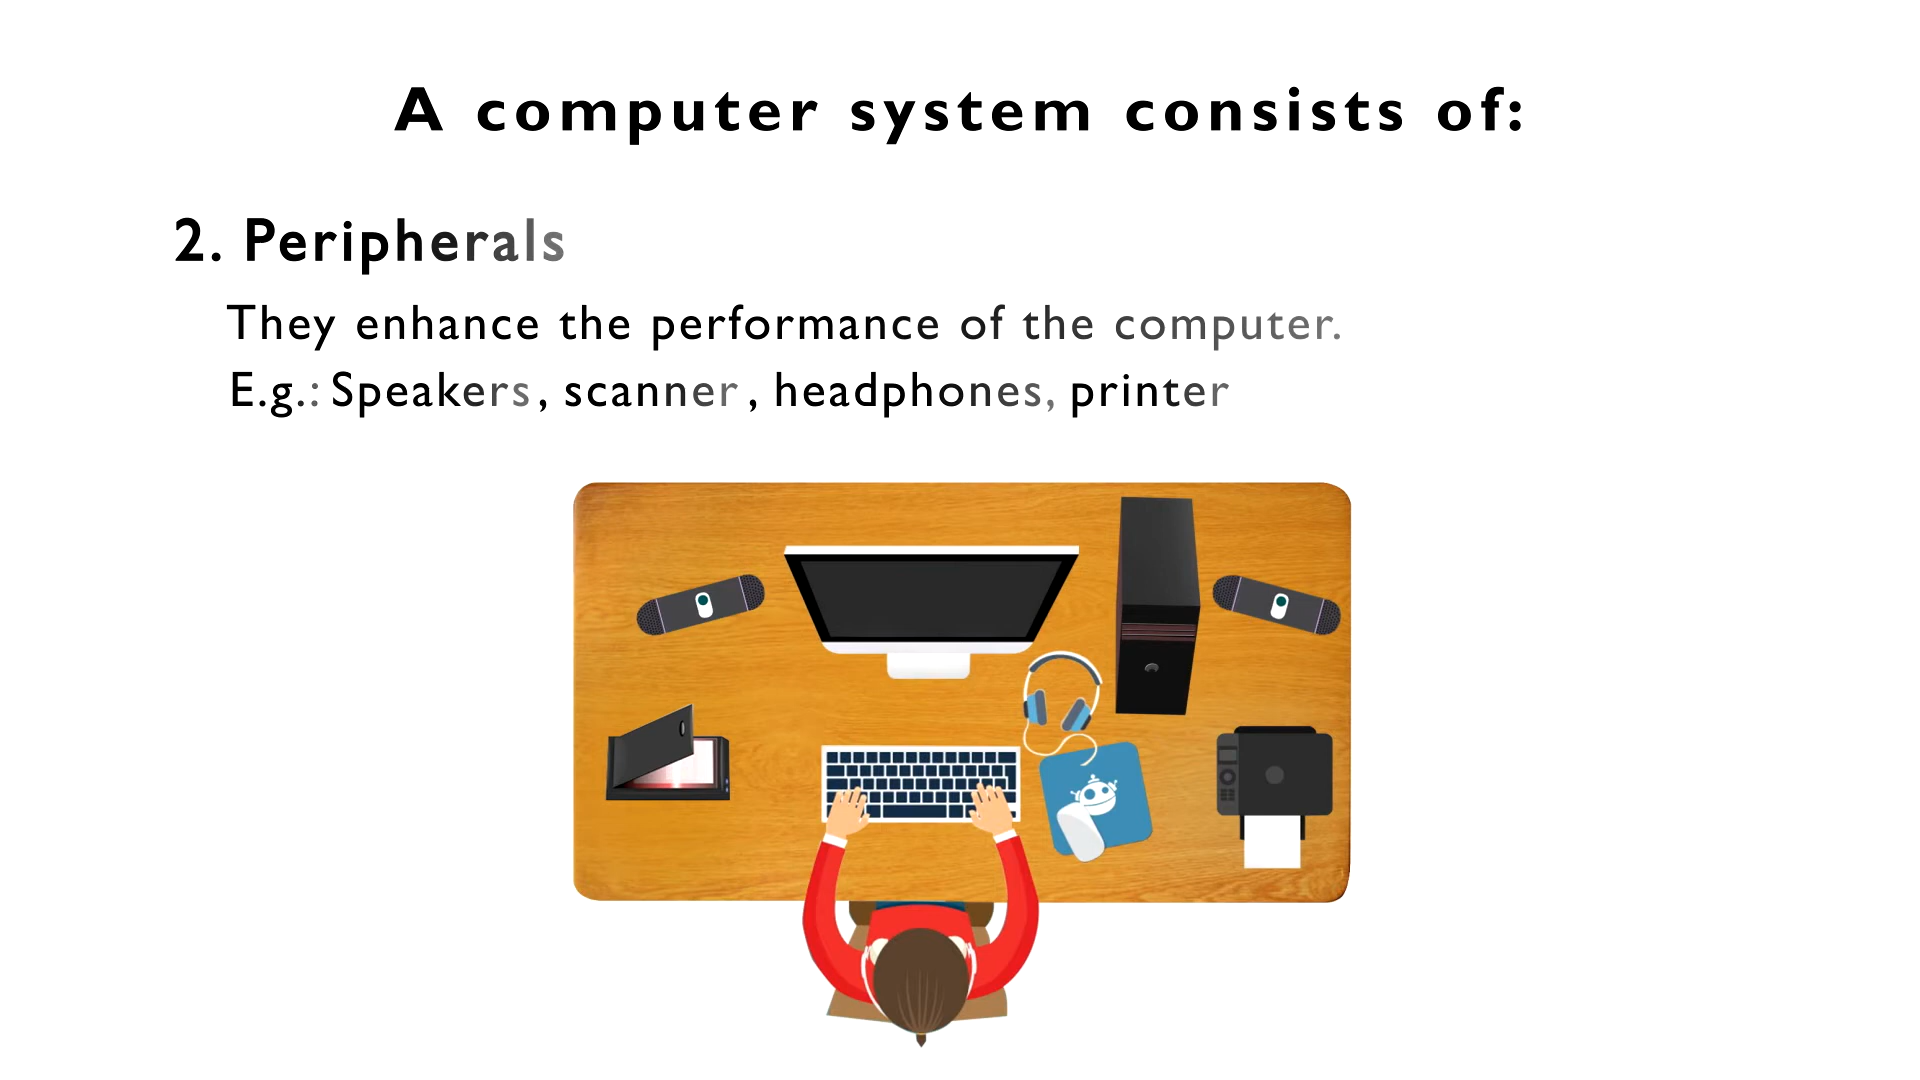 A computer system consists of:
2. Peripherals
They enhance the performance of the computer.
E.g.: Speakers, scanner, headphones, printer